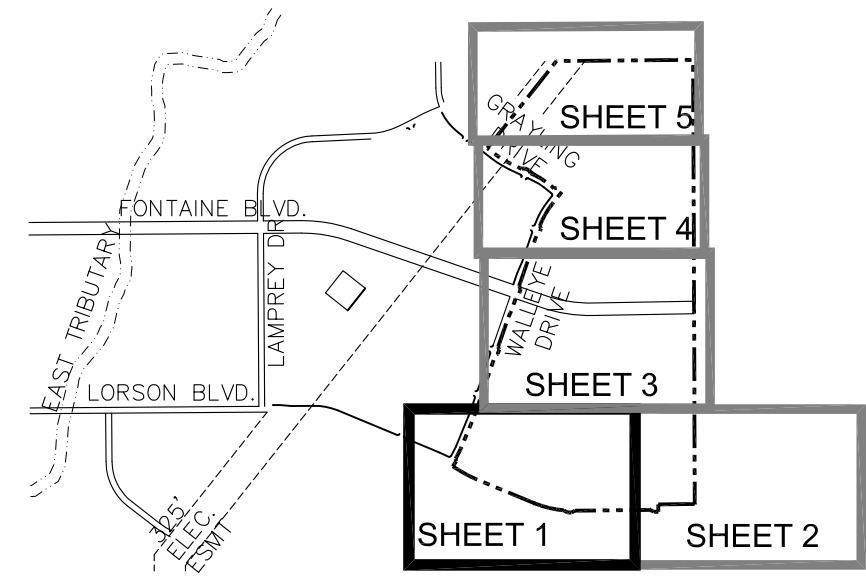 GRAYLING
DRIVE
SHEET 5
FONTAINE BLVD.
SHEET 4
EAST TRIBUTARY
LAMPREY DR
WALLEYE
DRIVE
SHEET 3
LORSON BLVD.
325'
ELEC.
ESMT
SHEET 1
SHEET 2